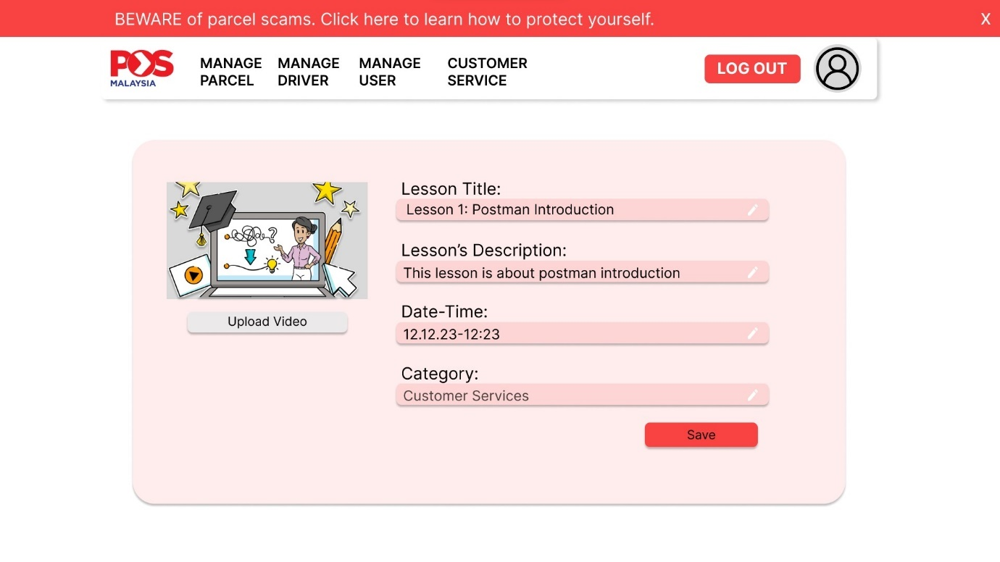 BEWARE of parcel scams. Click here to learn how to protect yourself.
X
POS
MALAYSIA
MANAGE
PARCEL
MANAGE
DRIVER
MANAGE
USER
CUSTOMER
SERVICE
LOG OUT
Upload Video
Lesson Title:
Lesson 1: Postman Introduction
Lesson’s Description:
This lesson is about postman introduction
Date-Time:
12.12.23-12:23
Category:
Customer Services
Save